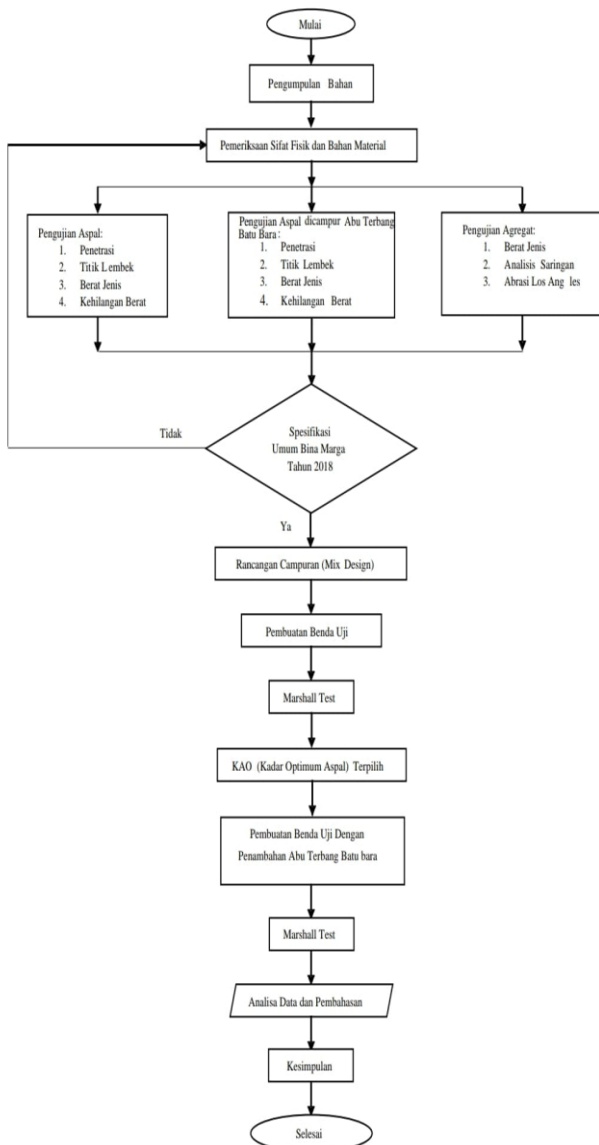 Mulai
Pengumpulan Bahan
Pemeriksaan Sifat Fisik dan Bahan Material
Pengujian Aspal:
1. Penetrasi
2. Titik Lembek
3. Berat Jenis
4. Kehilangan Berat
Pengujian Aspal dicampur Abu Terbang
Batu Bara:
1. Penetrasi
2. Titik Lembek
3. Berat Jenis
4. Kehilangan Berat
Pengujian Agregat:
1. Berat Jenis
2. Analisis Saringan
3. Abrasi Los Ang les
Tidak
Spesifikasi
Umum Bina Marga
Tahun 2018
Ya
Rancangan Campuran (Mix Design)
Pembuatan Benda Uji
Marshall Test
KAO (Kadar Optimum Aspal) Terpilih
Pembuatan Benda Uji Dengan
Penambahan Abu Terbang Batu bara
Marshall Test
Analisa Data dan Pembahasan
Kesimpulan
Selesai